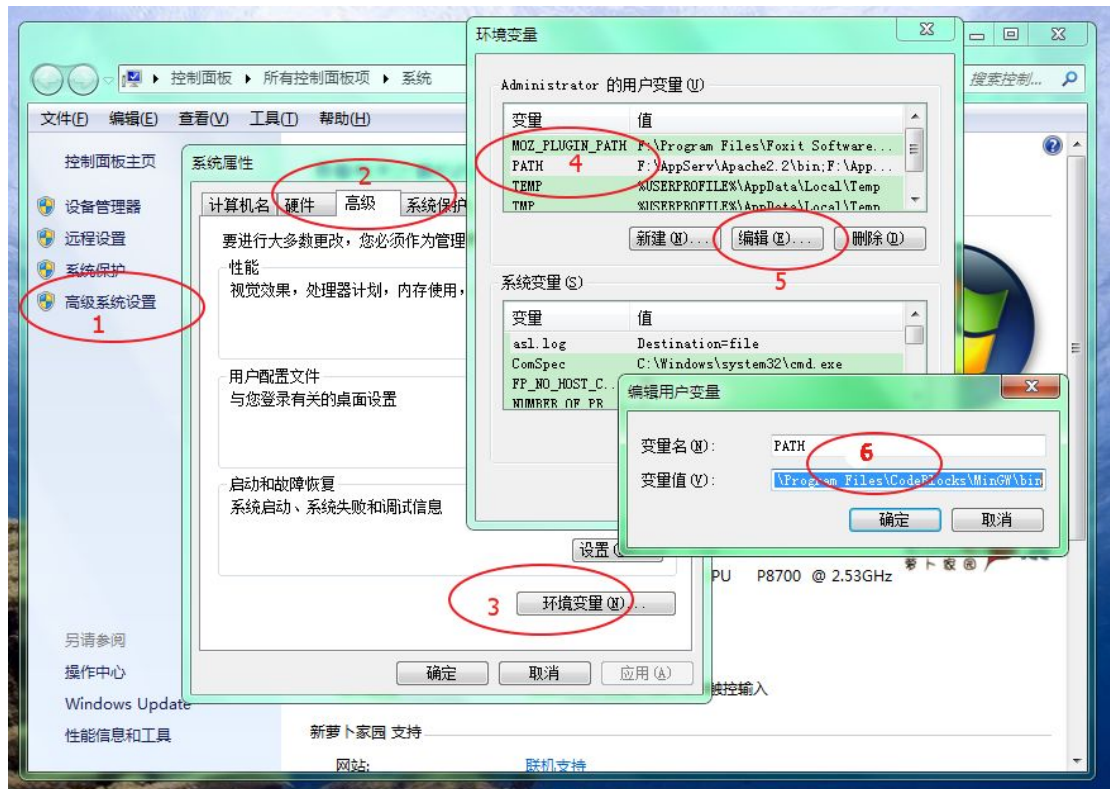 控制面板 ▸ 所有控制面板项 ▸ 系统
搜索控制...
文件(F) 编辑(E) 查看(V) 工具(T) 帮助(H)
控制面板主页
设备管理器
远程设置
系统保护
高级系统设置
1
另请参阅
操作中心
Windows Update
性能信息和工具
系统属性
2
计算机名 硬件 高级 系统保护
要进行大多数更改，您必须作为管理
性能
视觉效果，处理器计划，内存使用，
用户配置文件
与您登录有关的桌面设置
启动和故障恢复
系统启动、系统失败和调试信息
设置
3 环境变量(N)...
确定 取消 应用(A)
环境变量
Administrator 的用户变量(U)
变量 值
MOZ_PLUGIN_PATH F:\Program Files\Foxit Software...
4
PATH F:\AppServ\Apache2.2\bin;F:\App...
TEMP %USERPROFILE%\AppData\Local\Temp
TMP %USERPROFILE%\AppData\Local\Temp
新建(N)... 编辑(E)... 删除(D)
5
系统变量(S)
变量 值
asl.log Destination=file
ComSpec C:\Windows\system32\cmd.exe
FP_NO_HOST_C...
NUMBER_OF_PR
编辑用户变量
变量名(N): PATH
6
变量值(V): \Program Files\CodeBlocks\MinGW\bin
确定 取消
萝卜家园
PU P8700 @ 2.53GHz
触控输入
新萝卜家园 支持
网站: 联机支持